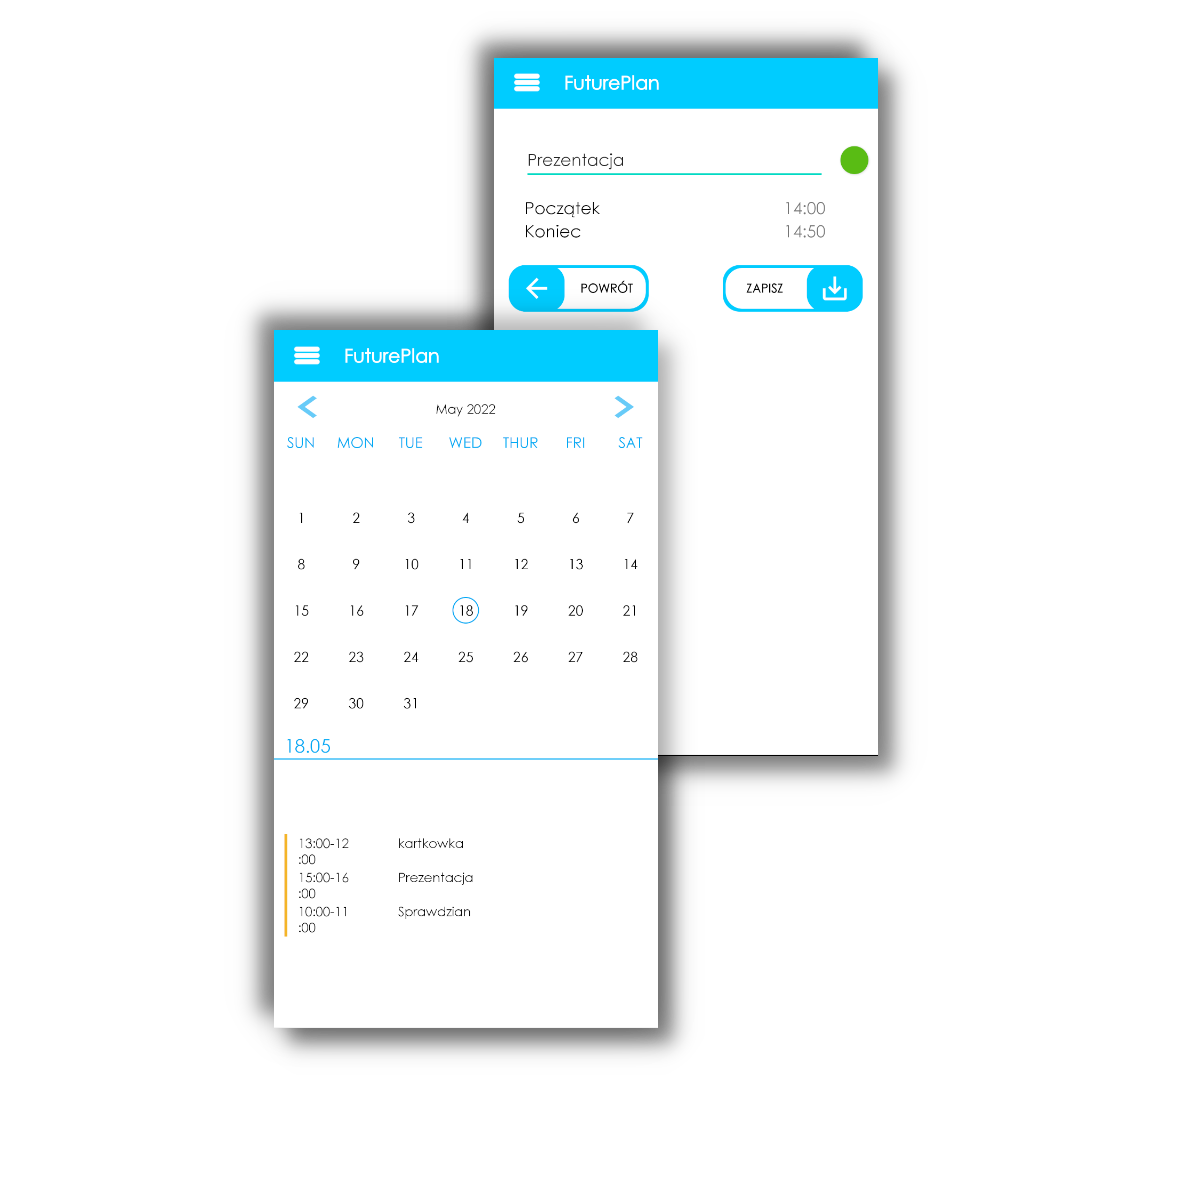 FuturePlan
Prezentacja
Początek 14:00
Koniec 14:50
POWRÓT ZAPISZ
FuturePlan
May 2022
SUN MON TUE WED THUR FRI SAT
1 2 3 4 5 6 7
8 9 10 11 12 13 14
15 16 17 18 19 20 21
22 23 24 25 26 27 28
29 30 31
18.05
13:00-12 kartkowka
:00
15:00-16 Prezentacja
:00
10:00-11 Sprawdzian
:00